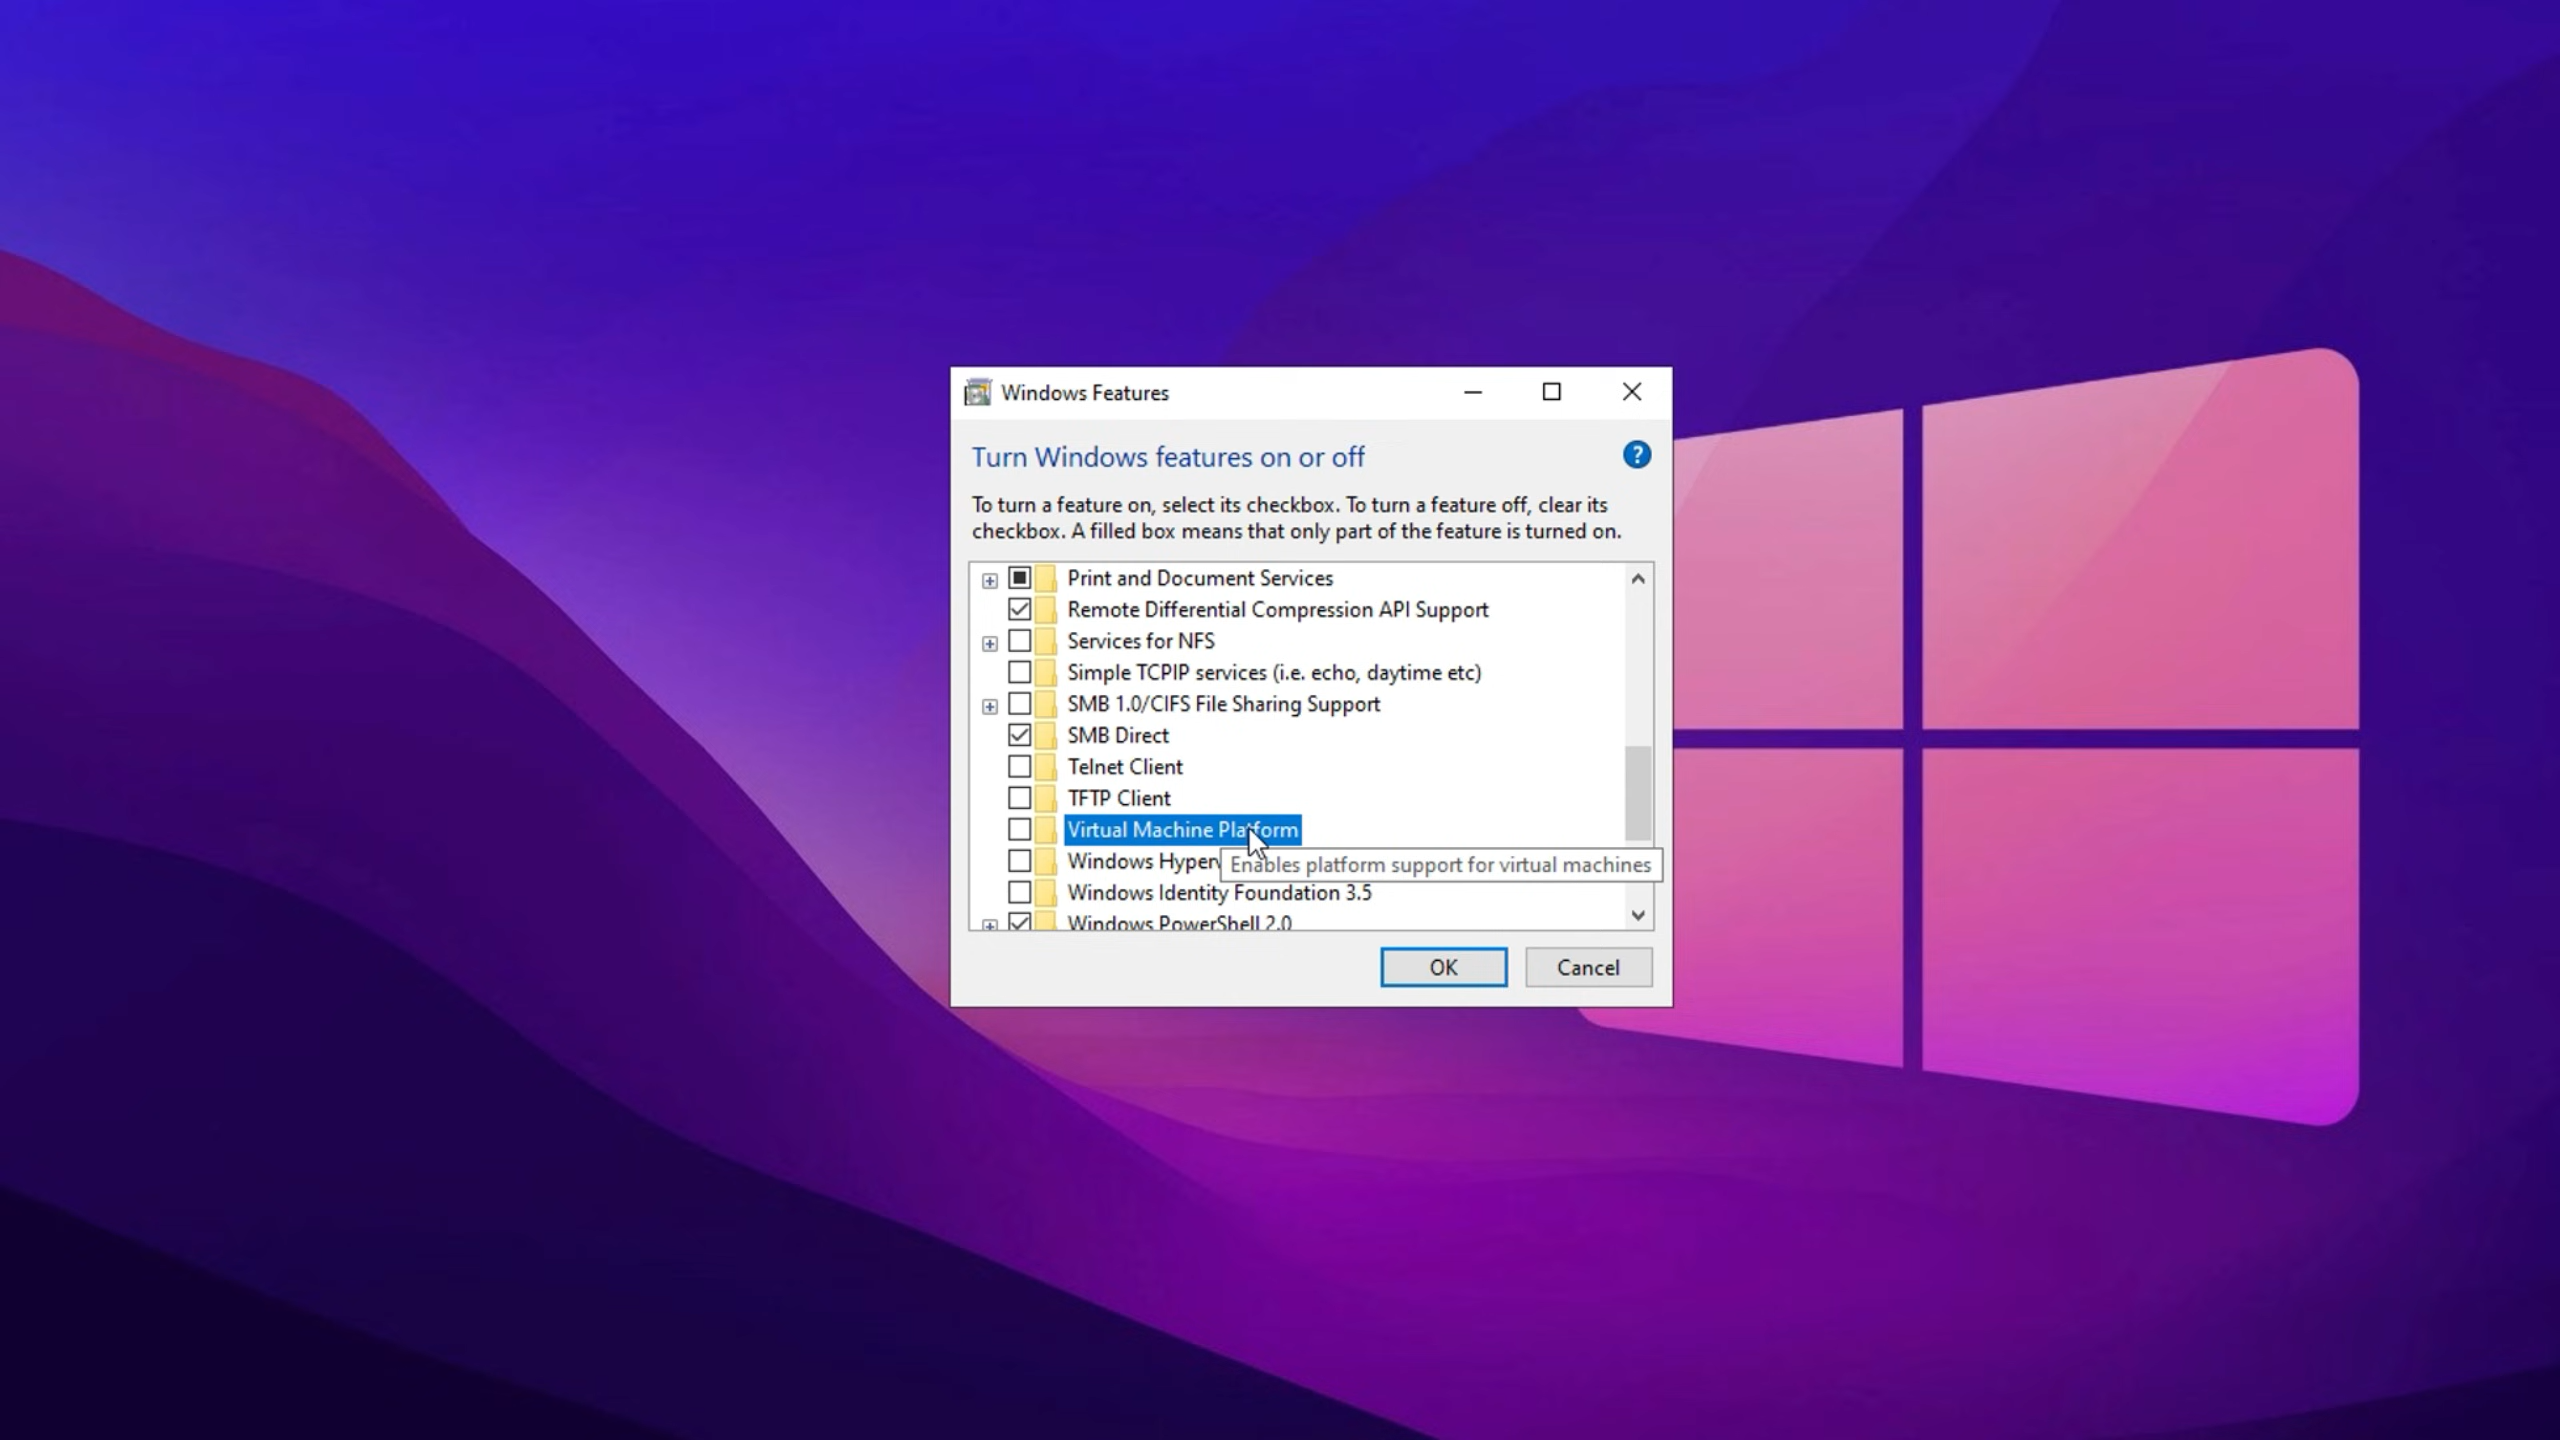 Windows Features
Turn Windows features on or off
?
To turn a feature on, select its checkbox. To turn a feature off, clear its
checkbox. A filled box means that only part of the feature is turned on.
Print and Document Services
Remote Differential Compression API Support
Services for NFS
Simple TCPIP services (i.e. echo, daytime etc)
SMB 1.0/CIFS File Sharing Support
SMB Direct
Telnet Client
TFTP Client
Virtual Machine Platform
Windows
Enables platform support for virtual machines
Windows Identity Foundation 3.5
Windows PowerShell 2.0
OK
Cancel